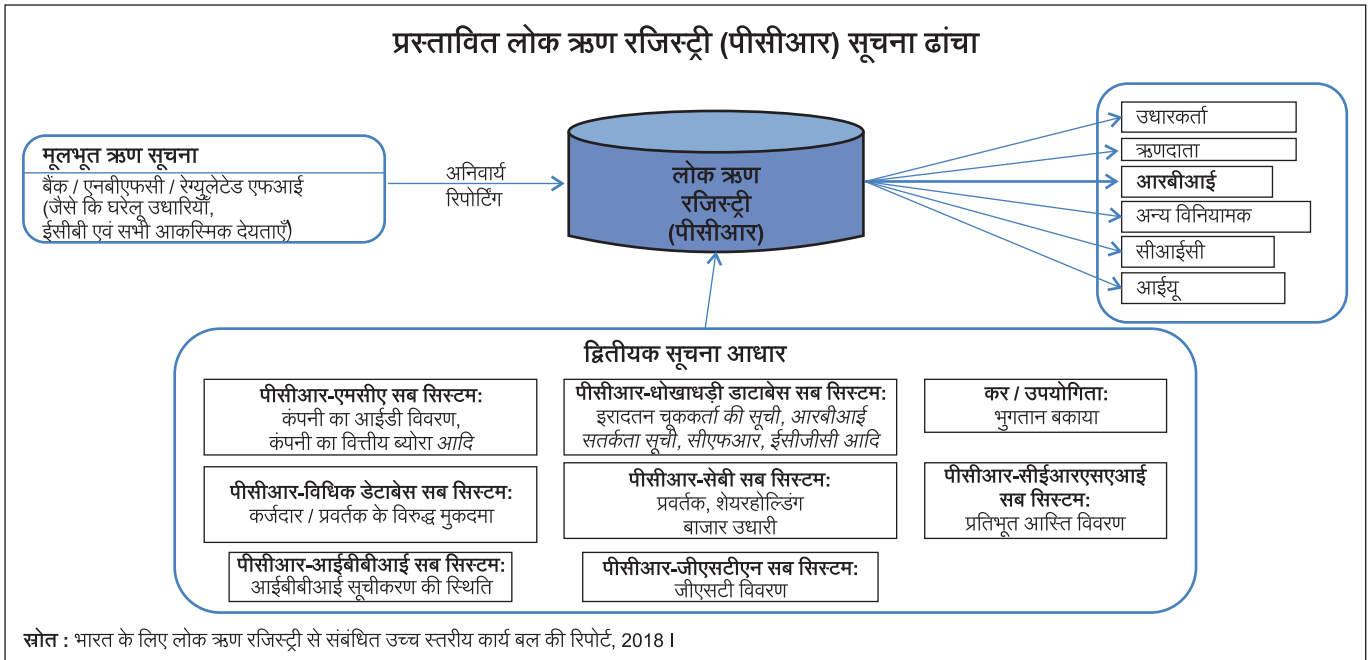 प्रस्तावित लोक ऋण रजिस्ट्री (पीसीआर) सूचना ढांचा
मूलभूत ऋण सूचना
बैंक / एनबीएफसी / रेग्युलेटेड एफआई
(जैसे कि घरेलू उधारियाँ,
ईसीबी एवं सभी आकस्मिक देयताएँ)
अनिवार्य
रिपोर्टिंग
लोक ऋण
रजिस्ट्री
(पीसीआर)
उधारकर्ता
ऋणदाता
आरबीआई
अन्य विनियामक
सीआईसी
आईयू
द्वितीयक सूचना आधार
पीसीआर-एमसीए सब सिस्टम:
कंपनी का आईडी विवरण,
कंपनी का वित्तीय ब्योरा आदि
पीसीआर-धोखाधड़ी डाटाबेस सब सिस्टम:
इरादतन चूककर्ता की सूची, आरबीआई
सतर्कता सूची, सीएफआर, ईसीजीसी आदि
कर / उपयोगिता:
भुगतान बकाया
पीसीआर-विधिक डेटाबेस सब सिस्टम:
कर्जदार / प्रवर्तक के विरुद्ध मुकदमा
पीसीआर-सेबी सब सिस्टम:
प्रवर्तक, शेयरहोल्डिंग
बाजार उधारी
पीसीआर-सीईआरएसएआई
सब सिस्टम:
प्रतिभूत आस्ति विवरण
पीसीआर-आईबीबीआई सब सिस्टम:
आईबीबीआई सूचीकरण की स्थिति
पीसीआर-जीएसटीएन सब सिस्टम:
जीएसटी विवरण
स्रोत : भारत के लिए लोक ऋण रजिस्ट्री से संबंधित उच्च स्तरीय कार्य बल की रिपोर्ट, 2018 ।